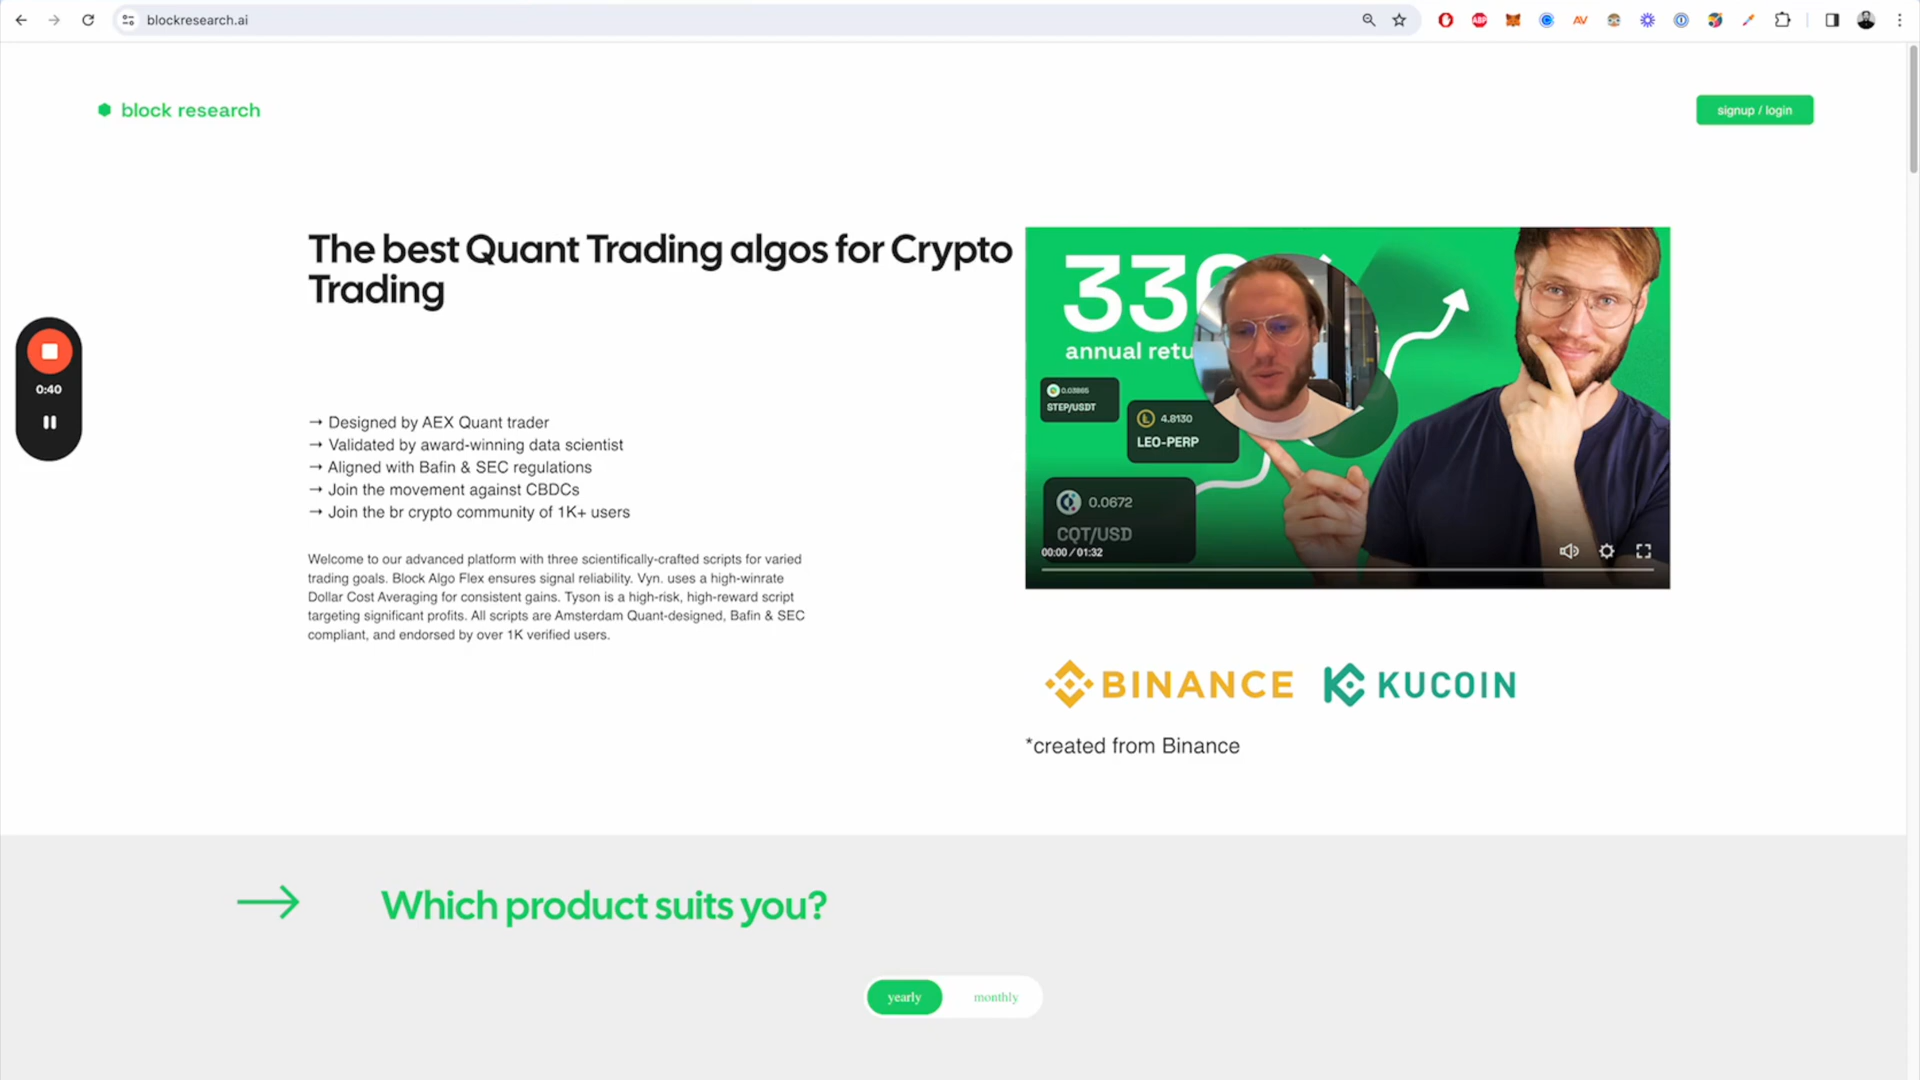 blockresearch.ai
ABP
AV
block research
signup / login
The best Quant Trading algos for Crypto
Trading
0:40
→ Designed by AEX Quant trader
→ Validated by award-winning data scientist
→ Aligned with Bafin & SEC regulations
→ Join the movement against CBDCs
→ Join the br crypto community of 1K+ users
Welcome to our advanced platform with three scientifically-crafted scripts for varied
trading goals. Block Algo Flex ensures signal reliability. Vyn. uses a high-winrate
Dollar Cost Averaging for consistent gains. Tyson is a high-risk, high-reward script
targeting significant profits. All scripts are Amsterdam Quant-designed, Bafin & SEC
compliant, and endorsed by over 1K verified users.
annual retu
0.03865
STEP/USDT
4.8130
LEO-PERP
0.0672
CQT/USD
00:00 / 01:32
BINANCE
KUCOIN
*created from Binance
→ Which product suits you?
yearly
monthly